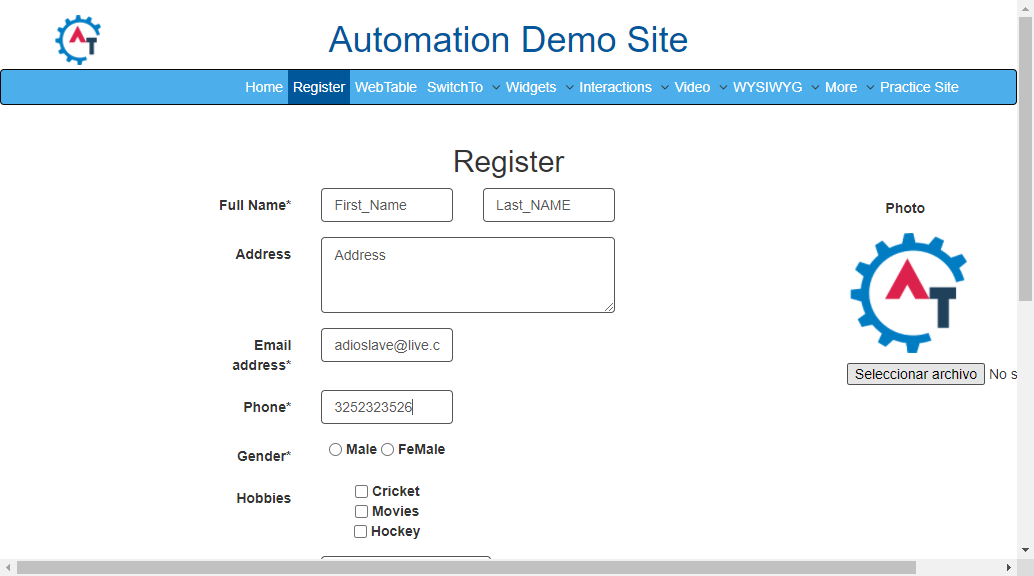 Automation Demo Site
Home Register WebTable SwitchTo Widgets Interactions Video WYSIWYG More Practice Site
Register
Full Name* First_Name Last_NAME
Photo
Address Address
AT
Email address* adioslave@live.c
Seleccionar archivo No s
Phone* 3252323526
Gender* Male FeMale
Hobbies Cricket
Movies
Hockey